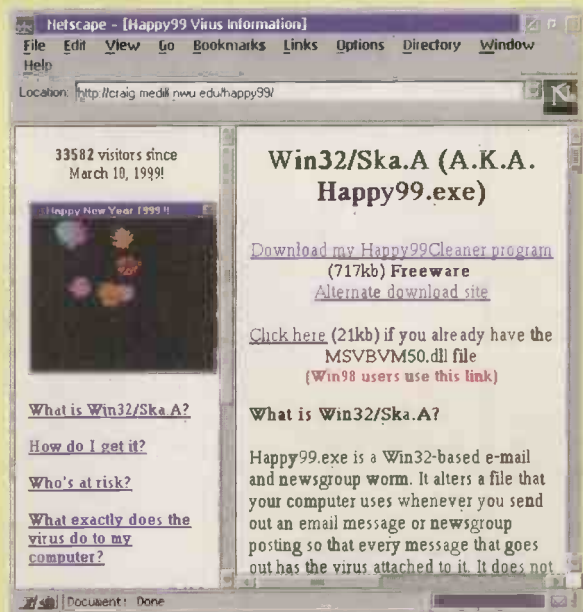 Netscape - [Happy99 Virus Information]
File Edit View Go Bookmarks Links Options Directory Window
Help
Location: http://craig.medill.nwu.edu/happy99/
N
33582 visitors since
March 10, 1999!
Happy New Year 1999 !!
What is Win32/Ska.A?
How do I get it?
Who's at risk?
What exactly does the
virus do to my
computer?
Win32/Ska.A (A.K.A.
Happy99.exe)
Download my Happy99Cleaner program
(717kb) Freeware
Alternate download site
Click here (21kb) if you already have the
MSVBVM50.dll file
(Win98 users use this link)
What is Win32/Ska.A?
Happy99.exe is a Win32-based e-mail
and newsgroup worm. It alters a file that
your computer uses whenever you send
out an email message or newsgroup
posting so that every message that goes
out has the virus attached to it. It does not
Document: Done